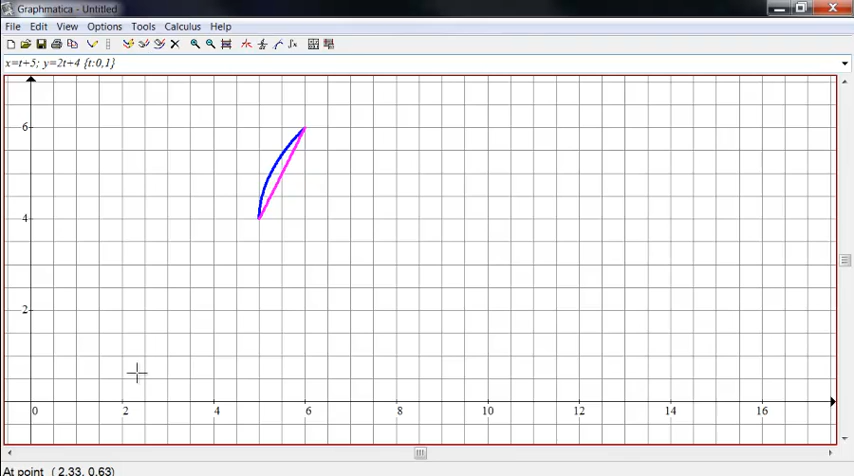 Graphmatica - Untitled
File Edit View Options Tools Calculus Help
x=t+5; y=2t+4 {t:0,1}
6
4
2
0 2 4 6 8 10 12 14 16
At point ( 2.33, 0.63)